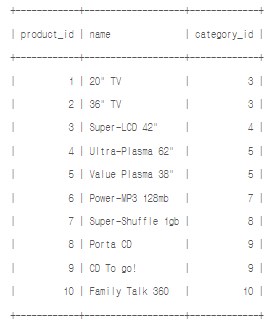 +------------+-------------------+-------------+
| product_id | name              | category_id |
+------------+-------------------+-------------+
|          1 | 20" TV            |           3 |
|          2 | 36" TV            |           3 |
|          3 | Super-LCD 42"     |           4 |
|          4 | Ultra-Plasma 62"  |           5 |
|          5 | Value Plasma 38"  |           5 |
|          6 | Power-MP3 128mb   |           7 |
|          7 | Super-Shuffle 1gb |           8 |
|          8 | Porta CD          |           9 |
|          9 | CD To go!         |           9 |
|         10 | Family Talk 360   |          10 |
+------------+-------------------+-------------+